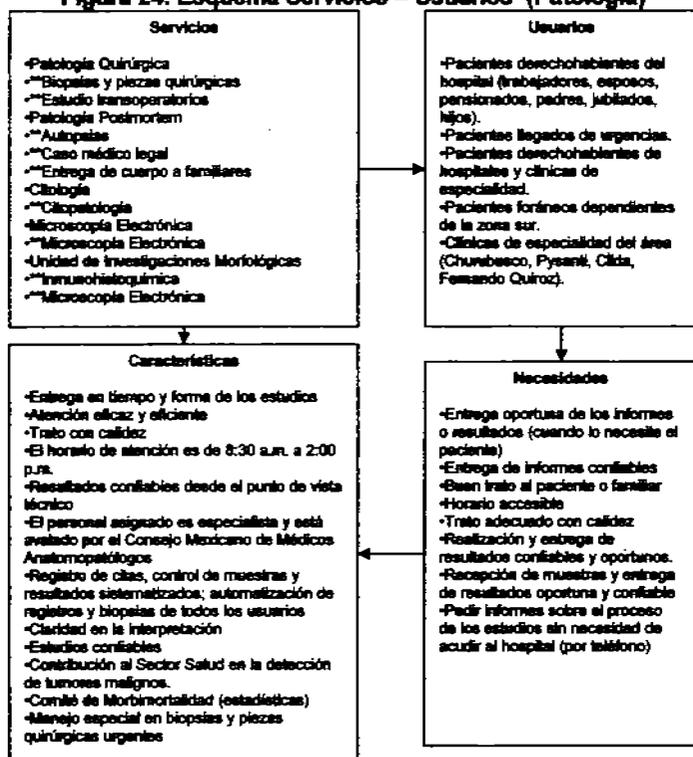 Figura 24. Esquema Servicios – Usuarios (Patología)
Servicios
•Patología Quirúrgica
•**Biopsias y piezas quirúrgicas
•**Estudio transoperatorios
•Patología Postmortem
•**Autopsias
•**Caso médico legal
•**Entrega de cuerpo a familiares
•Citología
•**Citopatología
•Microscopía Electrónica
•**Microscopía Electrónica
•Unidad de Investigaciones Morfológicas
•**Inmunohistoquímica
•**Microscopía Electrónica
Usuarios
•Pacientes derechohabientes del
hospital (trabajadores, esposos,
pensionados, padres, jubilados,
hijos).
•Pacientes llegados de urgencias.
•Pacientes derechohabientes de
hospitales y clínicas de
especialidad.
•Pacientes foráneos dependientes
de la zona sur.
•Clínicas de especialidad del área
(Churubusco, Pysanté, Clida,
Fernando Quiroz).
Características
•Entrega en tiempo y forma de los estudios
•Atención eficaz y eficiente
•Trato con calidez
•El horario de atención es de 8:30 a.m. a 2:00
p.m.
•Resultados confiables desde el punto de vista
técnico
•El personal asignado es especialista y está
avalado por el Consejo Mexicano de Médicos
Anatomopatólogos
•Registro de citas, control de muestras y
resultados sistematizados; automatización de
registros y biopsias de todos los usuarios
•Claridad en la interpretación
•Estudios confiables
•Contribución al Sector Salud en la detección
de tumores malignos.
•Comité de Morbimortalidad (estadísticas)
•Manejo especial en biopsias y piezas
quirúrgicas urgentes
Necesidades
•Entrega oportuna de los informes
o resultados (cuando lo necesite el
paciente)
•Entrega de informes confiables
•Buen trato al paciente o familiar
•Horario accesible
•Trato adecuado con calidez
•Realización y entrega de
resultados confiables y oportunos.
•Recepción de muestras y entrega
de resultados oportuna y confiable
•Pedir informes sobre el proceso
de los estudios sin necesidad de
acudir al hospital (por teléfono)